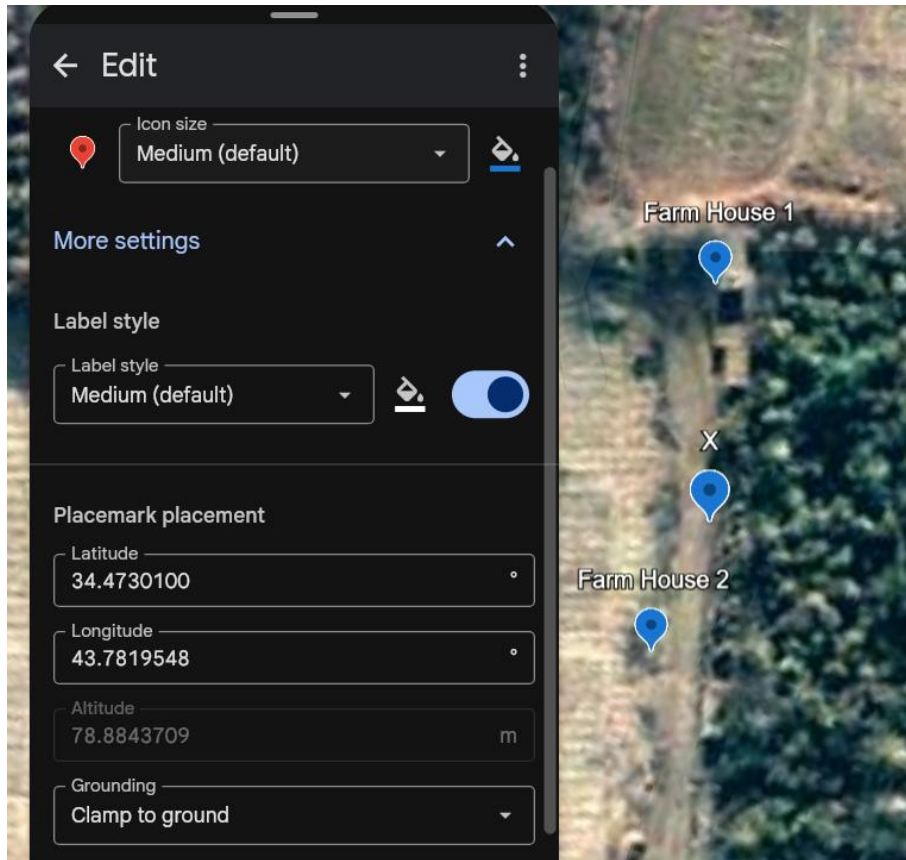 Edit
Icon size
Medium (default)
More settings
Label style
Label style
Medium (default)
Placemark placement
Latitude
34.4730100 °
Longitude
43.7819548 °
Altitude
78.8843709 m
Grounding
Clamp to ground
Farm House 1
X
Farm House 2